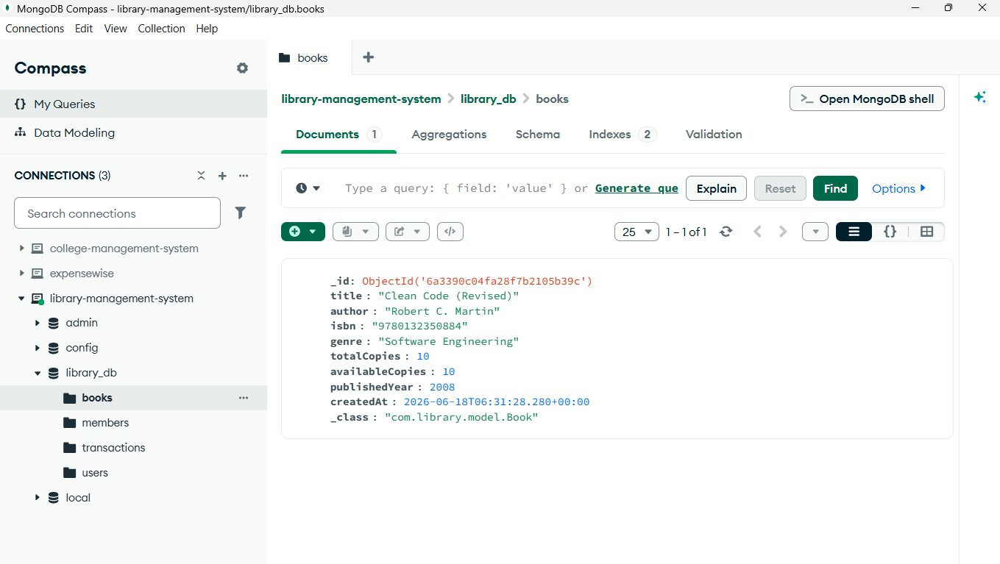 MongoDB Compass - library-management-system/library_db.books
Connections Edit View Collection Help
Compass
{} My Queries
Data Modeling
CONNECTIONS (3)
Search connections
college-management-system
expensewise
library-management-system
admin
config
library_db
books
members
transactions
users
local
books
library-management-system > library_db > books
>_ Open MongoDB shell
Documents 1 Aggregations Schema Indexes 2 Validation
Type a query: { field: 'value' } or Generate que Explain Reset Find Options
</> 25 1 – 1 of 1 {}
_id: ObjectId('6a3390c04fa28f7b2105b39c')
title : "Clean Code (Revised)"
author : "Robert C. Martin"
isbn : "9780132350884"
genre : "Software Engineering"
totalCopies : 10
availableCopies : 10
publishedYear : 2008
createdAt : 2026-06-18T06:31:28.280+00:00
_class : "com.library.model.Book"